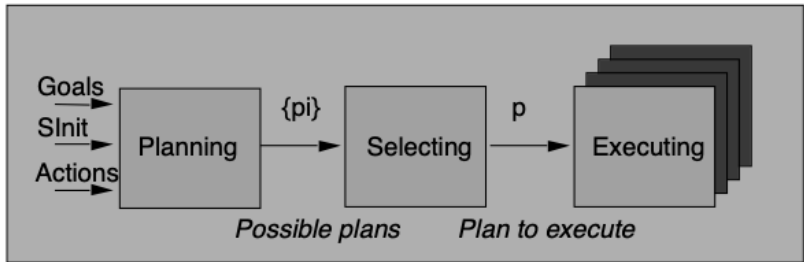 Goals
SInit
Actions
Planning
{pi}
Possible plans
Selecting
p
Plan to execute
Executing